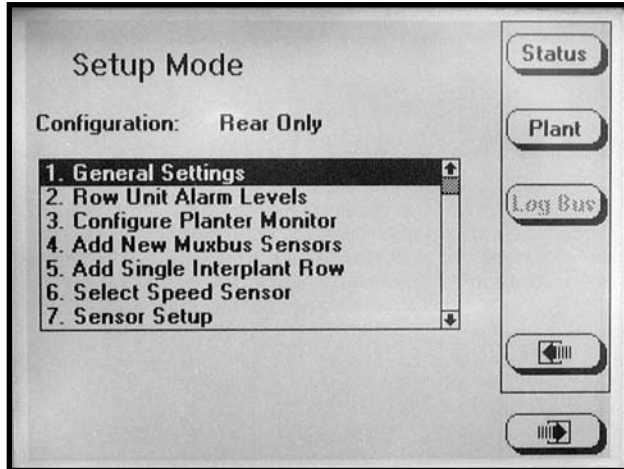 Setup Mode
Configuration: Rear Only
1. General Settings
2. Row Unit Alarm Levels
3. Configure Planter Monitor
4. Add New Muxbus Sensors
5. Add Single Interplant Row
6. Select Speed Sensor
7. Sensor Setup
Status
Plant
Log Bus